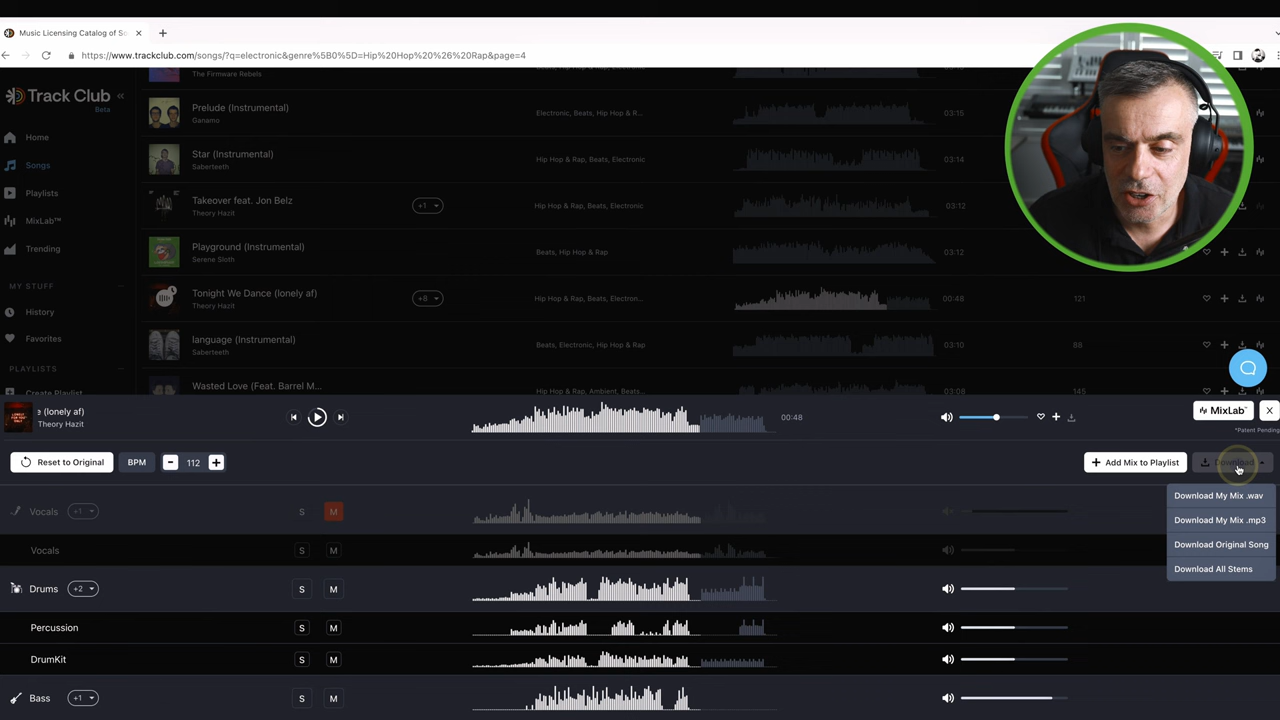 Music Licensing Catalog of So
https://www.trackclub.com/songs/?q=electronic&genre%5B0%5D=Hip%20Hop%20%26%20Rap&page=4
Track Club
Beta
Home
Songs
Playlists
MixLab™
Trending
MY STUFF
History
Favorites
PLAYLISTS
Create Playlist
The Firmware Rebels
Prelude (Instrumental)
Ganamo
Electronic, Beats, Hip Hop & R...
03:15
Star (Instrumental)
Saberteeth
Hip Hop & Rap, Beats, Electronic
03:14
Takeover feat. Jon Belz
Theory Hazit
+1
Hip Hop & Rap, Beats, Electronic
03:12
Playground (Instrumental)
Serene Sloth
Beats, Hip Hop & Rap
03:12
Tonight We Dance (lonely af)
Theory Hazit
+8
Hip Hop & Rap, Beats, Electron...
00:48
121
language (Instrumental)
Saberteeth
Beats, Electronic, Hip Hop & Rap
03:10
88
Wasted Love (Feat. Barrel M...
Hip Hop & Rap, Ambient, Beats
03:08
145
e (lonely af)
Theory Hazit
00:48
MixLab™
*Patent Pending
Reset to Original
BPM
- 112 +
Add Mix to Playlist
Download
Download My Mix .wav
Download My Mix .mp3
Download Original Song
Download All Stems
Vocals +1 S M
Vocals S M
Drums +2 S M
Percussion S M
DrumKit S M
Bass +1 S M